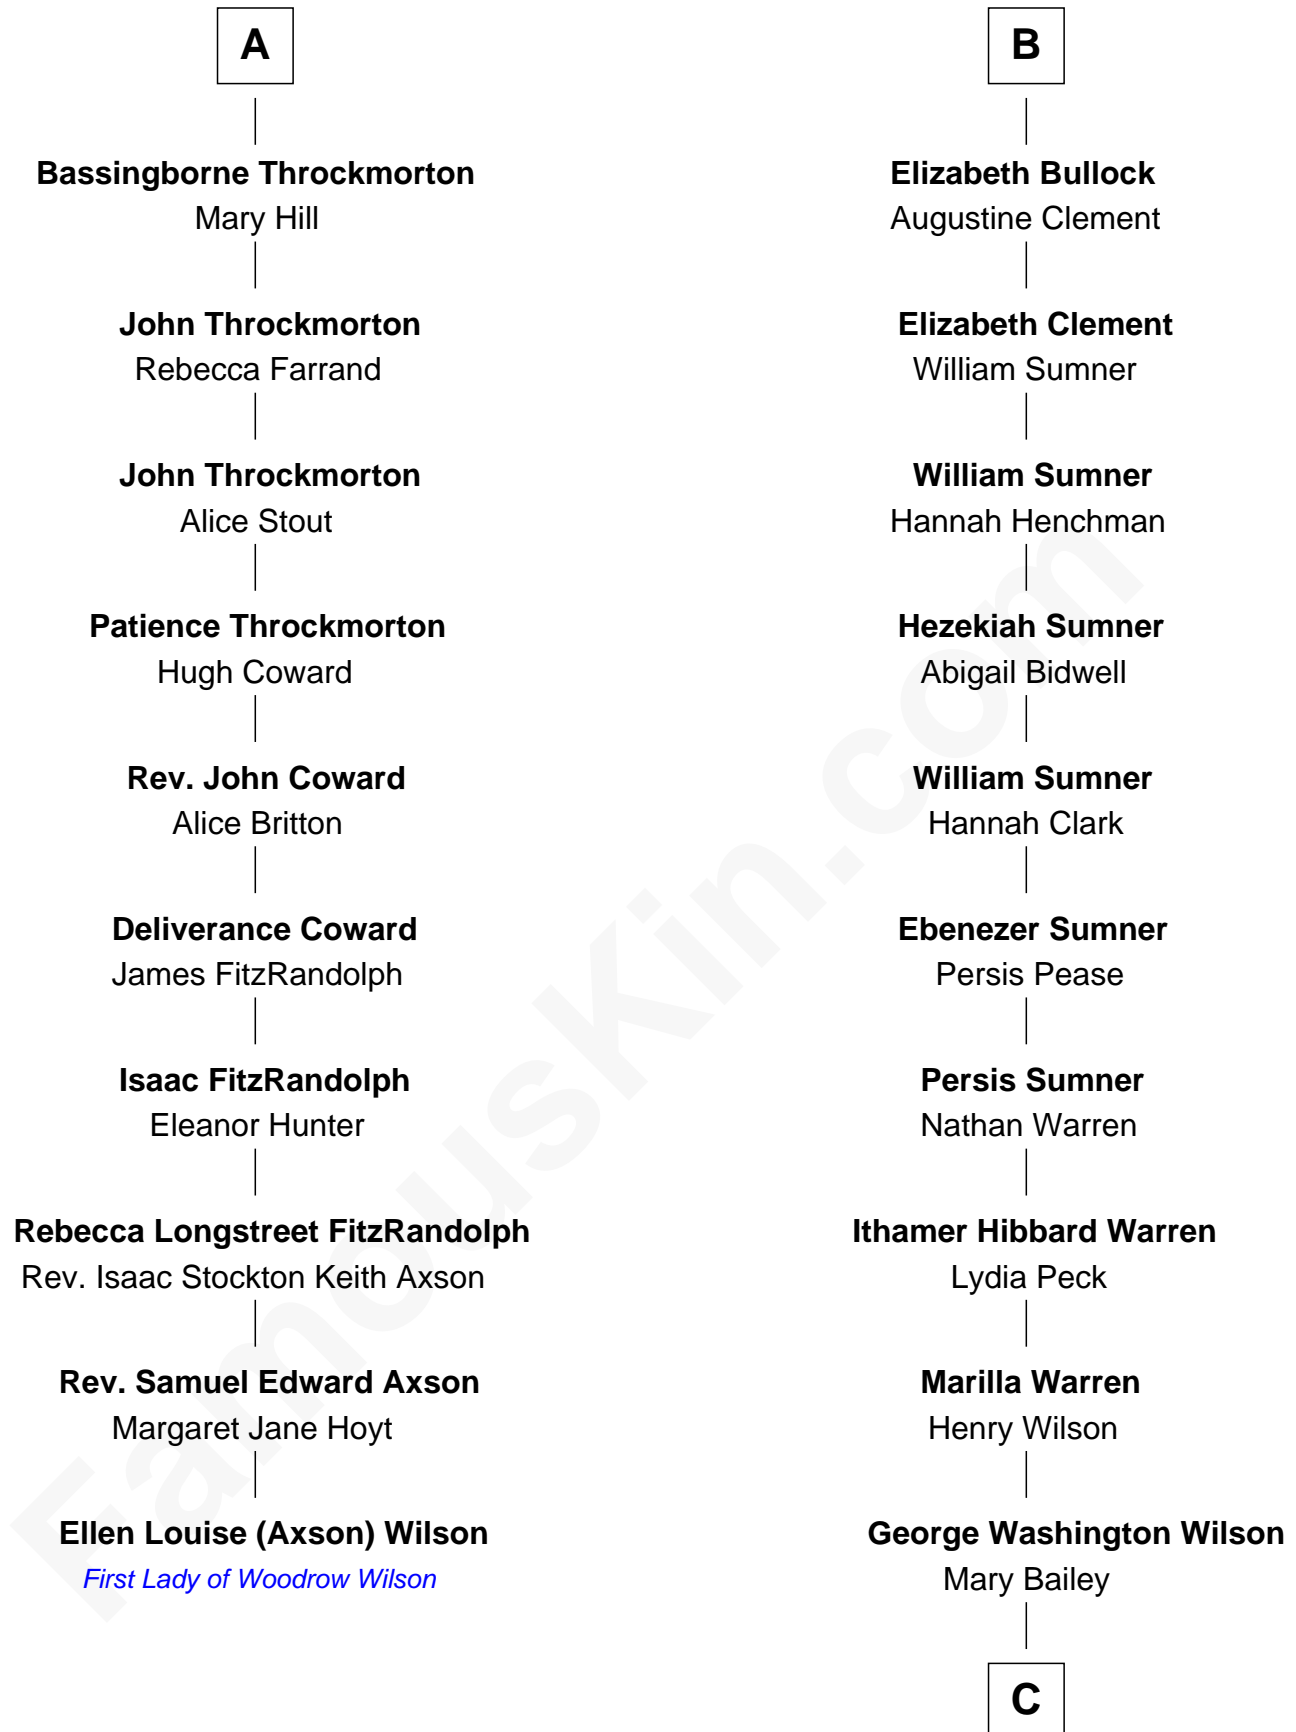 A
Bassingborne Throckmorton
Mary Hill
John Throckmorton
Rebecca Farrand
John Throckmorton
Alice Stout
Patience Throckmorton
Hugh Coward
Rev. John Coward
Alice Britton
Deliverance Coward
James FitzRandolph
Isaac FitzRandolph
Eleanor Hunter
Rebecca Longstreet FitzRandolph
Rev. Isaac Stockton Keith Axson
Rev. Samuel Edward Axson
Margaret Jane Hoyt
Ellen Louise (Axson) Wilson
First Lady of Woodrow Wilson
B
Elizabeth Bullock
Augustine Clement
Elizabeth Clement
William Sumner
William Sumner
Hannah Henchman
Hezekiah Sumner
Abigail Bidwell
William Sumner
Hannah Clark
Ebenezer Sumner
Persis Pease
Persis Sumner
Nathan Warren
Ithamer Hibbard Warren
Lydia Peck
Marilla Warren
Henry Wilson
George Washington Wilson
Mary Bailey
C
FamousKin.com